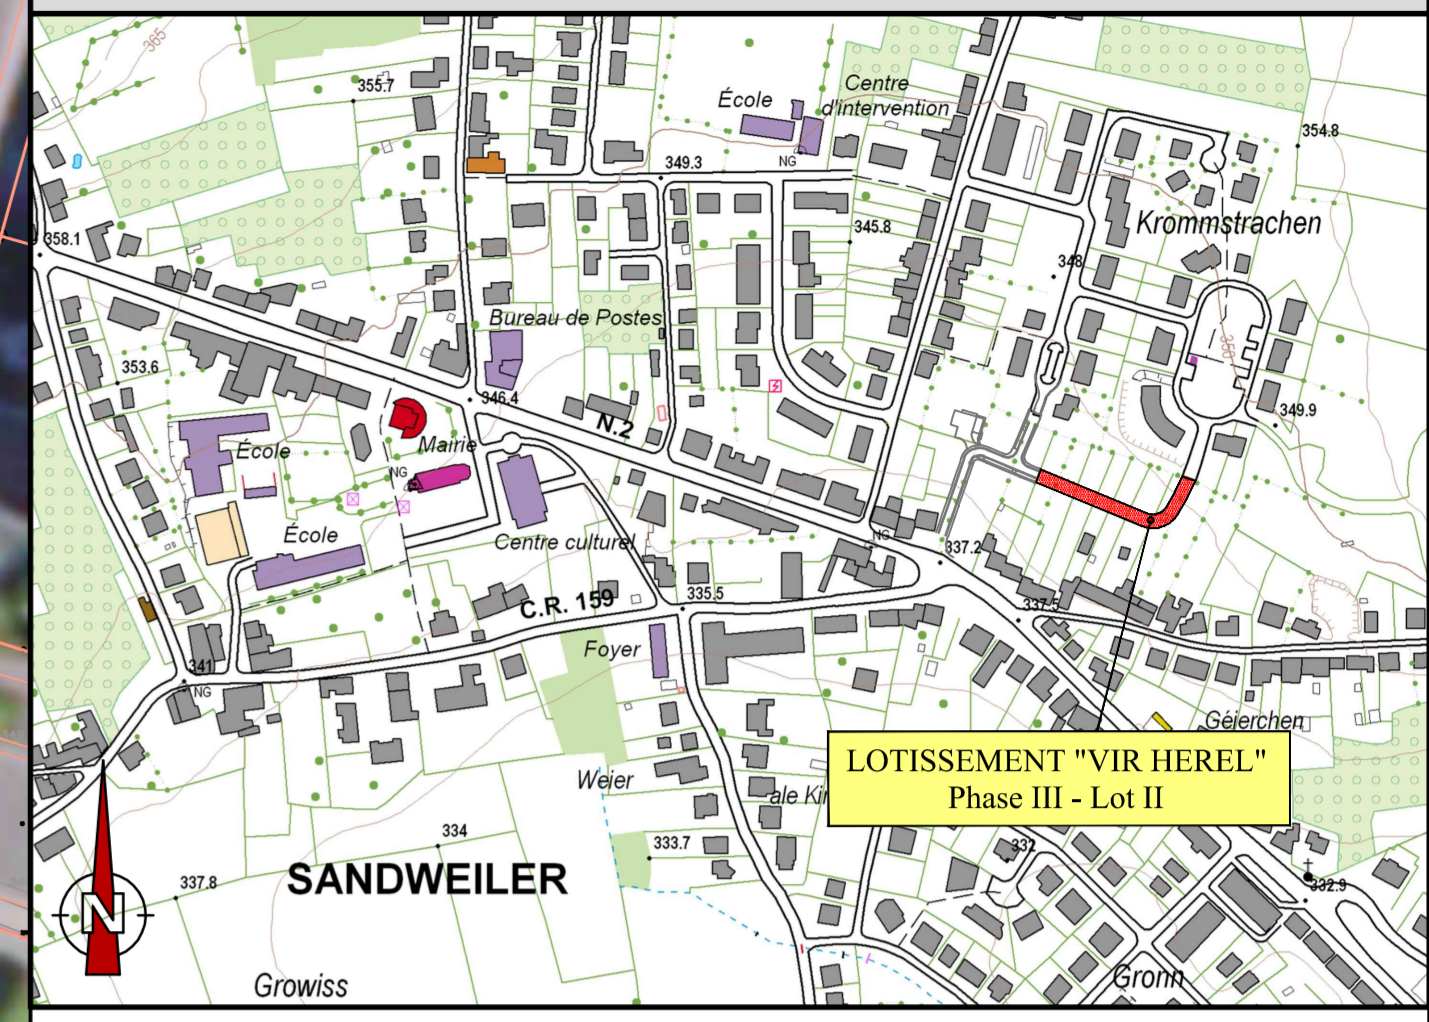 365
355.7
École
Centre
d'intervention
354.8
349.3
NG
Krommstrachen
358.1
345.8
348
Bureau de Postes
350
353.6
346.4
N.2
349.9
École
Mairie
NG
École
Centre culturel
NG
337.2
C.R. 159
335.5
337.5
Foyer
341
NG
Géierchen
LOTISSEMENT "VIR HEREL"
Phase III - Lot II
Weier
ale Kir
334
333.7
332
SANDWEILER
337.8
332.9
N
Growiss
Gronn